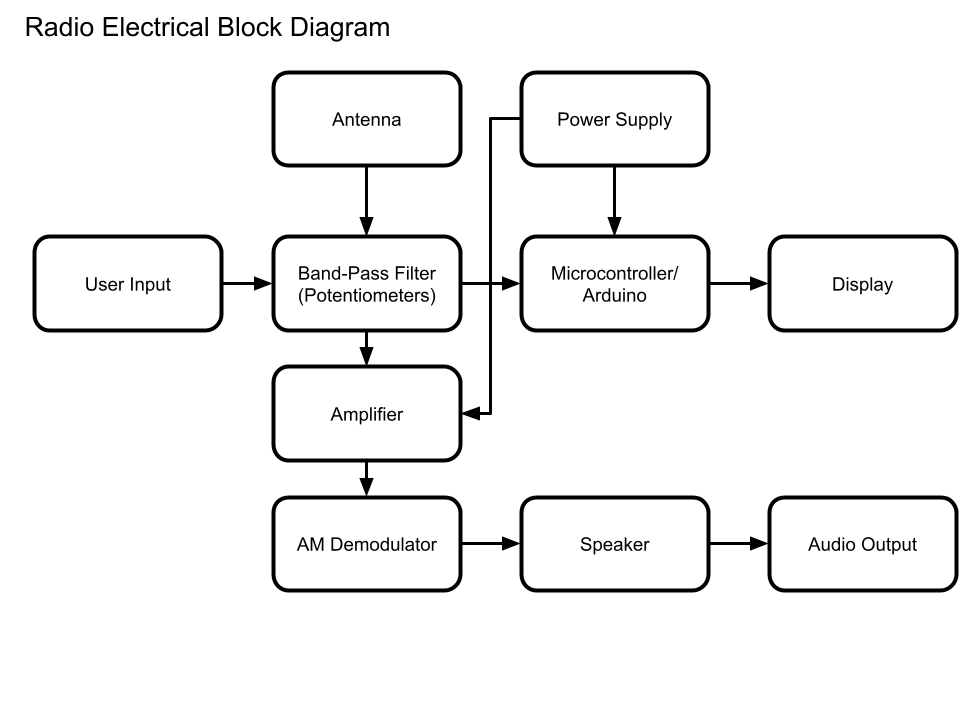 Radio Electrical Block Diagram
Antenna
Power Supply
User Input
Band-Pass Filter
(Potentiometers)
Microcontroller/
Arduino
Display
Amplifier
AM Demodulator
Speaker
Audio Output